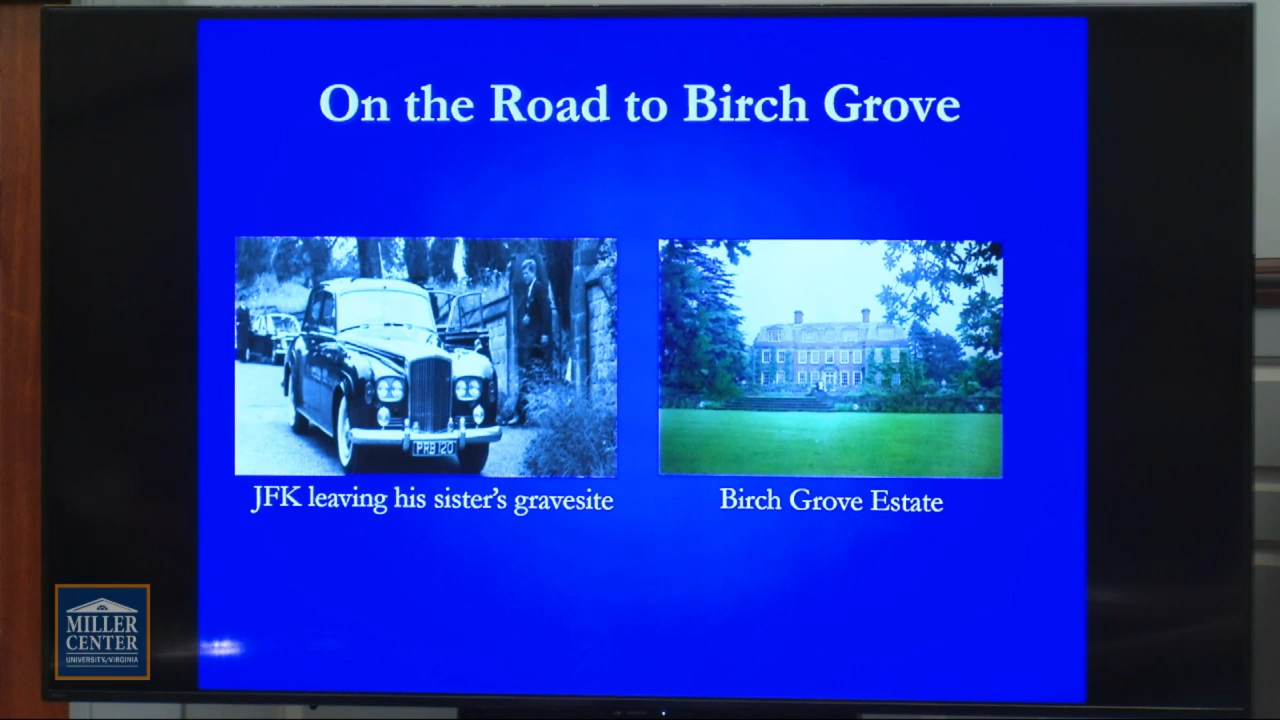 On the Road to Birch Grove
PRB 120
JFK leaving his sister's gravesite
Birch Grove Estate
MILLER
CENTER
UNIVERSITY of VIRGINIA